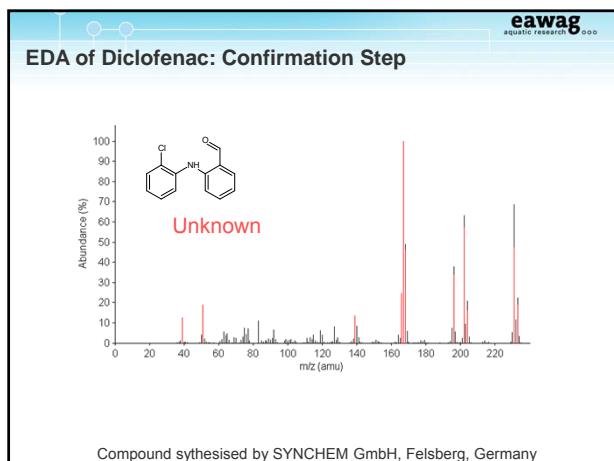 eawag
aquatic research ooo
EDA of Diclofenac: Confirmation Step
100
90
80
70
60
50
40
30
20
10
0
Abundance (%)
O
Cl
NH
Unknown
0 20 40 60 80 100 120 140 160 180 200 220
m/z (amu)
Compound sythesised by SYNCHEM GmbH, Felsberg, Germany